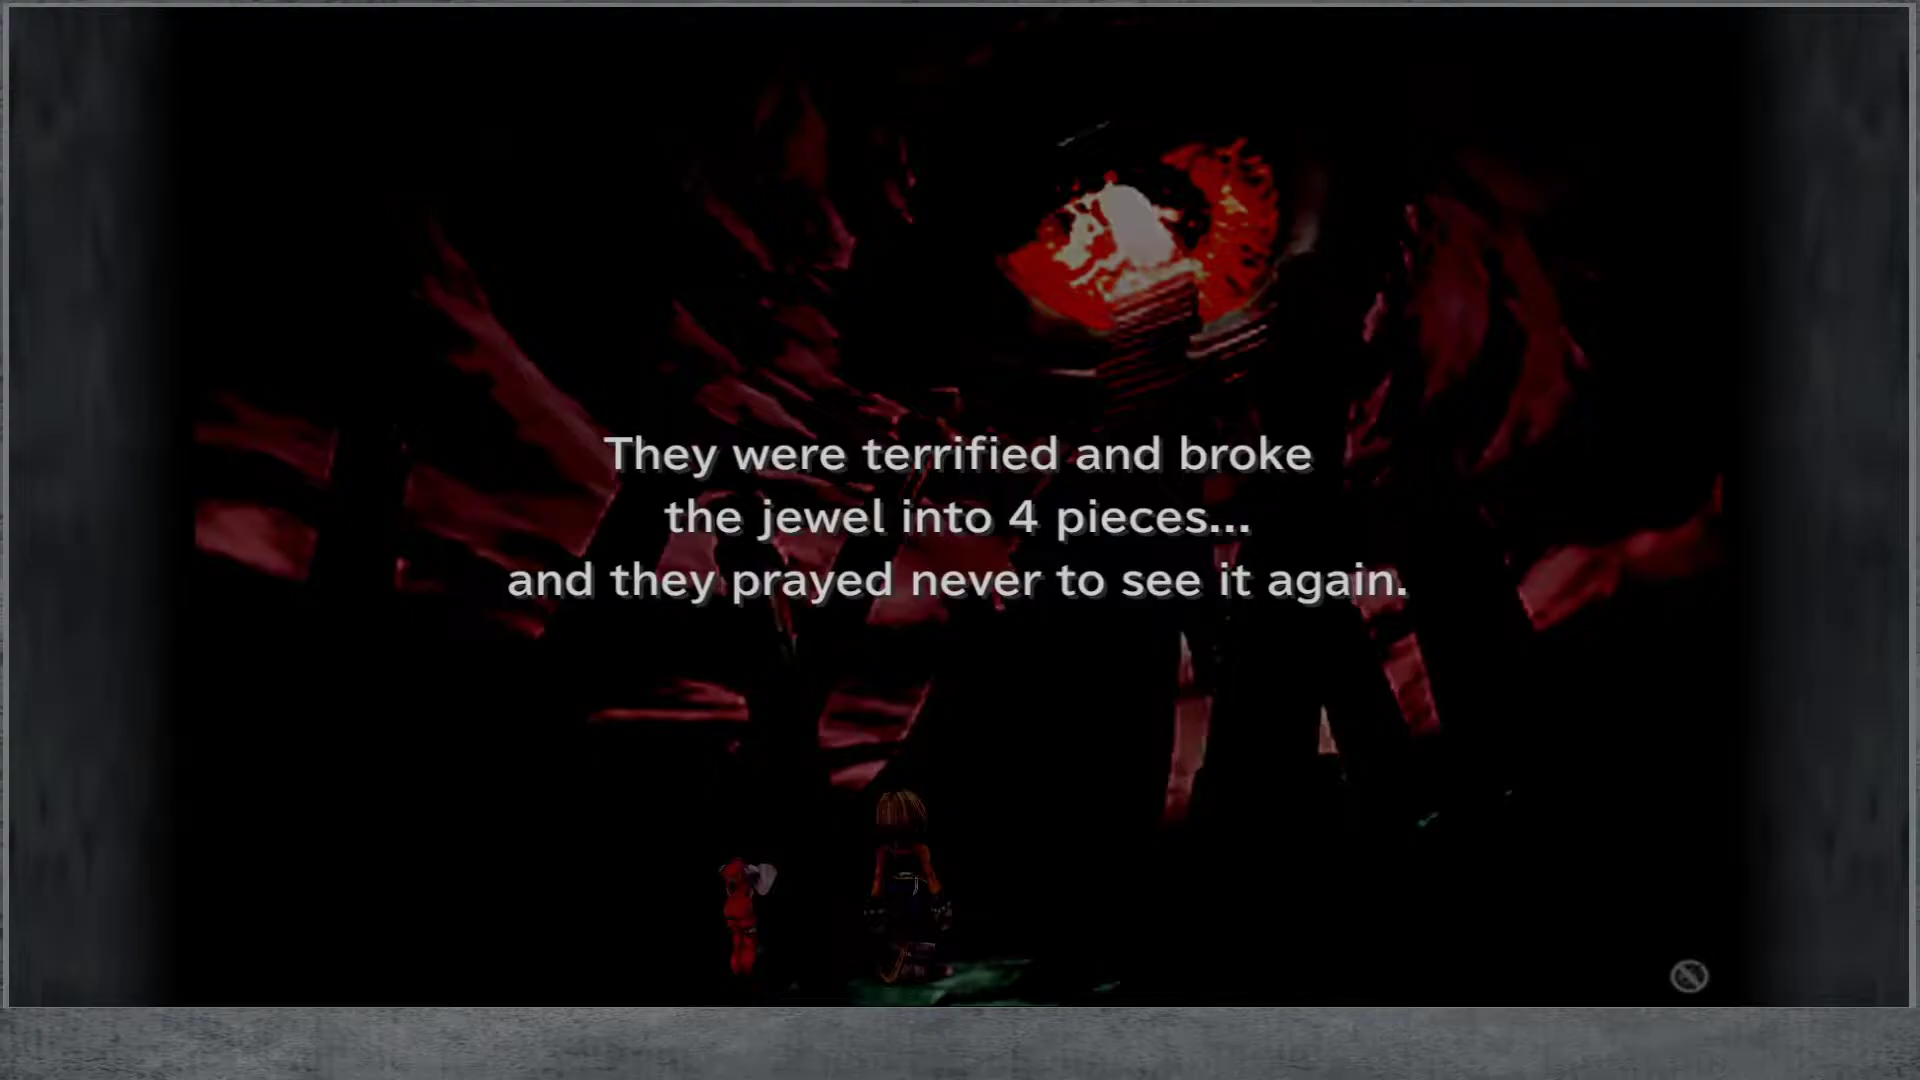 They were terrified and broke
the jewel into 4 pieces...
and they prayed never to see it again.